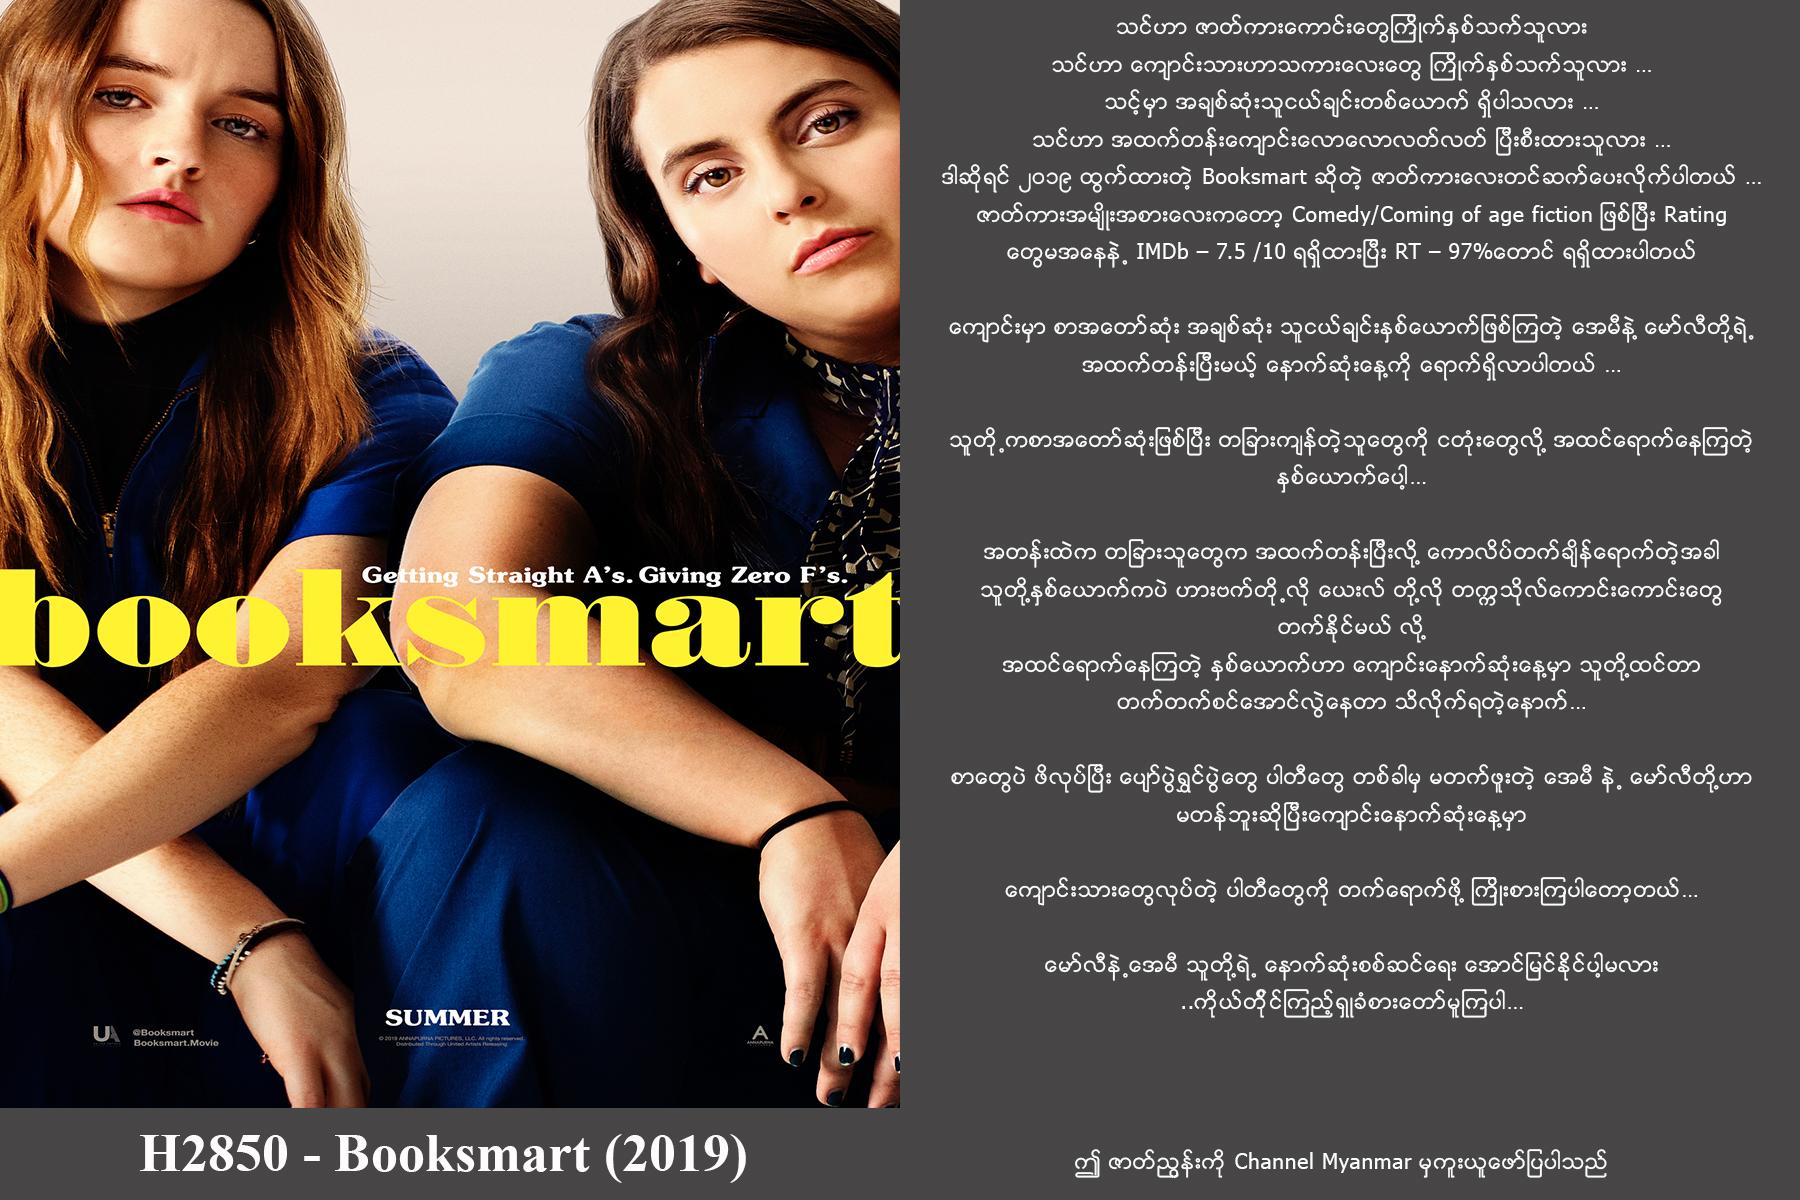 Getting Straight A's. Giving Zero F's.
booksmart
SUMMER
UA
@Booksmart
Booksmart.Movie
© 2019 ANNAPURNA PICTURES, LLC. All rights reserved.
Distributed Through United Artists Releasing
H2850 - Booksmart (2019)
သင်ဟာ ဇာတ်ကားကောင်းတွေကြိုက်နှစ်သက်သူလား
သင်ဟာ ကျောင်းသားဟာသကားလေးတွေ ကြိုက်နှစ်သက်သူလား ...
သင့်မှာ အချစ်ဆုံးသူငယ်ချင်းတစ်ယောက် ရှိပါသလား ...
သင်ဟာ အထက်တန်းကျောင်းလောလောလတ်လတ် ပြီးစီးထားသူလား ...
ဒါဆိုရင် ၂၀၁၉ ထွက်ထားတဲ့ Booksmart ဆိုတဲ့ ဇာတ်ကားလေးတင်ဆက်ပေးလိုက်ပါတယ် ...
ဇာတ်ကားအမျိုးအစားလေးကတော့ Comedy/Coming of age fiction ဖြစ်ပြီး Rating
တွေမအနေနဲ့ IMDb – 7.5 /10 ရရှိထားပြီး RT – 97%တောင် ရရှိထားပါတယ်
ကျောင်းမှာ စာအတော်ဆုံး အချစ်ဆုံး သူငယ်ချင်းနှစ်ယောက်ဖြစ်ကြတဲ့ အေမီနဲ့ မော်လီတို့ရဲ့
အထက်တန်းပြီးမယ့် နောက်ဆုံးနေ့ကို ရောက်ရှိလာပါတယ် ...
သူတို့ကစာအတော်ဆုံးဖြစ်ပြီး တခြားကျန်တဲ့သူတွေကို ငတုံးတွေလို့ အထင်ရောက်နေကြတဲ့
နှစ်ယောက်ပေါ့...
အတန်းထဲက တခြားသူတွေက အထက်တန်းပြီးလို့ ကောလိပ်တက်ချိန်ရောက်တဲ့အခါ
သူတို့နှစ်ယောက်ကပဲ ဟားဗက်တို့လို ယေးလ် တို့လို တက္ကသိုလ်ကောင်းကောင်းတွေ
တက်နိုင်မယ် လို့
အထင်ရောက်နေကြတဲ့ နှစ်ယောက်ဟာ ကျောင်းနောက်ဆုံးနေ့မှာ သူတို့ထင်တာ
တက်တက်စင်အောင်လွဲနေတာ သိလိုက်ရတဲ့နောက်...
စာတွေပဲ ဖိလုပ်ပြီး ပျော်ပွဲရွှင်ပွဲတွေ ပါတီတွေ တစ်ခါမှ မတက်ဖူးတဲ့ အေမီ နဲ့ မော်လီတို့ဟာ
မတန်ဘူးဆိုပြီးကျောင်းနောက်ဆုံးနေ့မှာ
ကျောင်းသားတွေလုပ်တဲ့ ပါတီတွေကို တက်ရောက်ဖို့ ကြိုးစားကြပါတော့တယ်...
မော်လီနဲ့အေမီ သူတို့ရဲ့ နောက်ဆုံးစစ်ဆင်ရေး အောင်မြင်နိုင်ပါ့မလား
..ကိုယ်တိုင်ကြည့်ရှုခံစားတော်မူကြပါ...
ဤ ဇာတ်ညွှန်းကို Channel Myanmar မှကူးယူဖော်ပြပါသည်